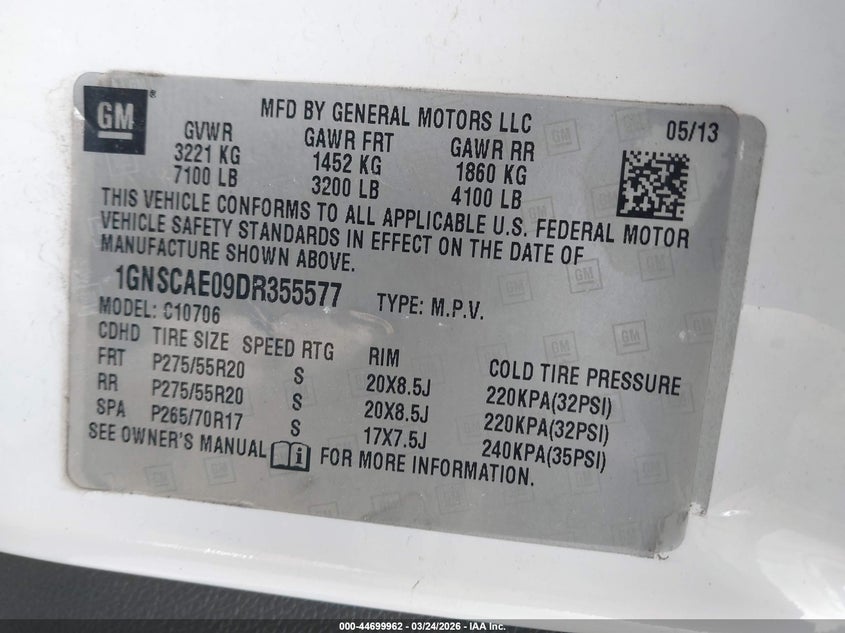 GM ®
MFD BY GENERAL MOTORS LLC
05/13
GVWR GAWR FRT GAWR RR
3221 KG 1452 KG 1860 KG
7100 LB 3200 LB 4100 LB
THIS VEHICLE CONFORMS TO ALL APPLICABLE U.S. FEDERAL MOTOR
VEHICLE SAFETY STANDARDS IN EFFECT ON THE DATE OF
MANUFACTURE SHOWN ABOVE.
1GNSCAE09DR355577 TYPE: M.P.V.
MODEL: C10706
CDHD TIRE SIZE SPEED RTG RIM COLD TIRE PRESSURE
FRT P275/55R20 S 20X8.5J 220KPA(32PSI)
RR P275/55R20 S 20X8.5J 220KPA(32PSI)
SPA P265/70R17 S 17X7.5J 240KPA(35PSI)
SEE OWNER'S MANUAL i FOR MORE INFORMATION.
000-44699962 - 03/24/2026 - IAA Inc.